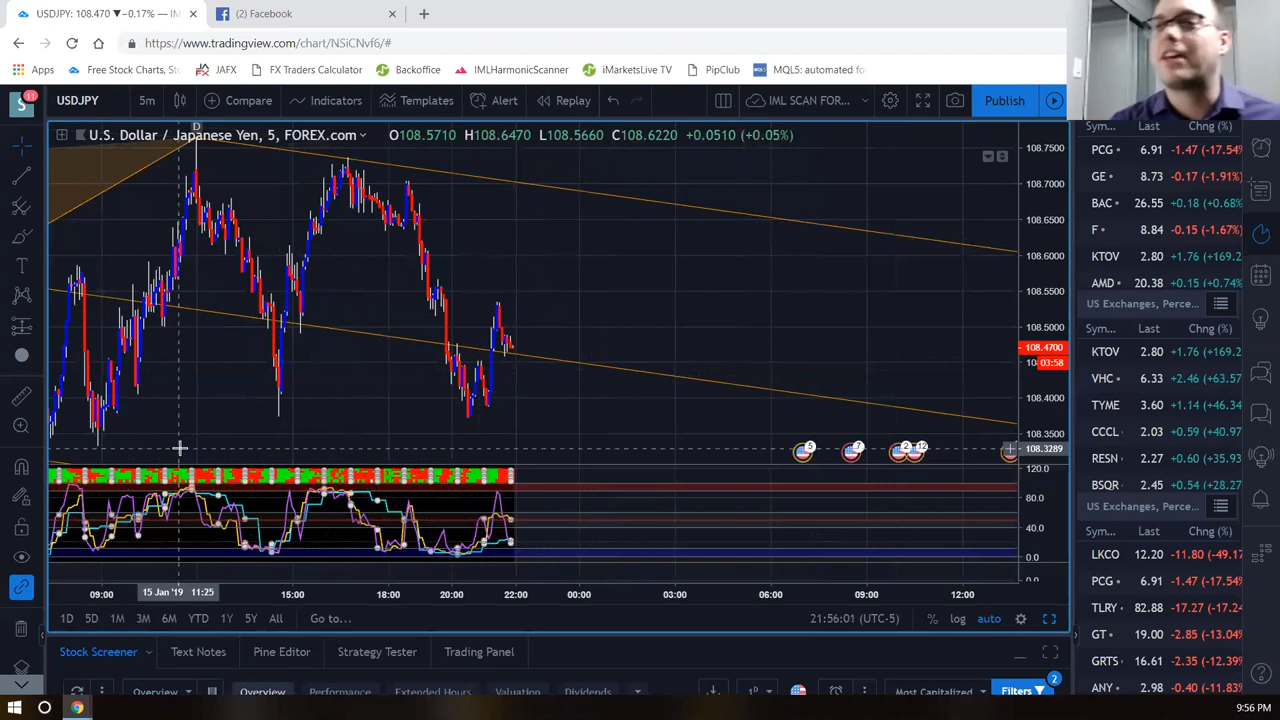 USDJPY: 108.470 ▼−0.17% — IML
(2) Facebook
https://www.tradingview.com/chart/NSiCNvf6/#
Apps
Free Stock Charts, Sto
JAFX
FX Traders Calculator
Backoffice
IMLHarmonicScanner
iMarketsLive TV
PipClub
MQL5: automated fo
S
11
USDJPY
5m
Compare
Indicators
Templates
Alert
Replay
IML SCAN FOR...
Publish
D
U.S. Dollar / Japanese Yen, 5, FOREX.com
O108.5710 H108.6470 L108.5660 C108.6220 +0.0510 (+0.05%)
108.7500
108.7000
108.6500
108.6000
108.5500
108.5000
108.4700
03:58
108.4000
108.3500
108.3289
120.0
80.0
40.0
0.0
5
7
2
12
09:00
15 Jan '19 11:25
15:00
18:00
20:00
22:00
00:00
03:00
06:00
09:00
12:00
1D 5D 1M 3M 6M YTD 1Y 5Y All
Go to...
21:56:01 (UTC-5)
% log auto
Stock Screener
Text Notes
Pine Editor
Strategy Tester
Trading Panel
Overview
Overview
Performance
Extended Hours
Valuation
Dividends
1D
Most Capitalized
Filters
2
Sym... Last Chng (%)
PCG 6.91 -1.47 (-17.54%
GE 8.73 -0.17 (-1.91%)
BAC 26.55 +0.18 (+0.68%
F 8.84 -0.15 (-1.67%)
KTOV 2.80 +1.76 (+169.2
AMD 20.38 +0.15 (+0.74%
US Exchanges, Perce...
Sym... Last Chng (%)
KTOV 2.80 +1.76 (+169.2
VHC 6.33 +2.46 (+63.57
TYME 3.60 +1.14 (+46.34
CCCL 2.03 +0.59 (+40.97
RESN 2.27 +0.60 (+35.93
BSQR 2.45 +0.54 (+28.27
US Exchanges, Perce...
Sym... Last Chng (%)
LKCO 12.20 -11.80 (-49.17
PCG 6.91 -1.47 (-17.54%
TLRY 82.88 -17.27 (-17.24
GT 19.00 -2.85 (-13.04%
GRTS 16.61 -2.35 (-12.39%
ANY 2.98 -0.40 (-11.83%
9:56 PM